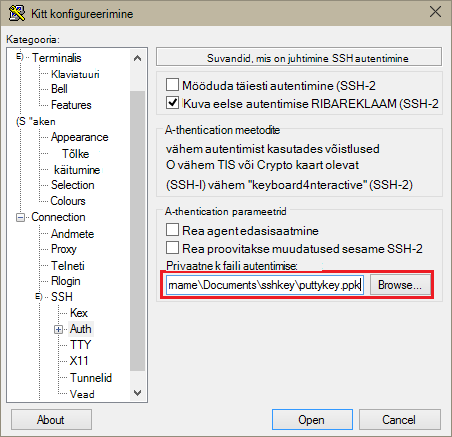 Kitt konfigureerimine
Kategooria:
Terminalis
Klaviatuuri
Bell
Features
(S "aken
Appearance
Tõlke
käitumine
Selection
Colours
Connection
Andmete
Proxy
Telneti
Rlogin
SSH
Kex
Auth
TTY
X11
Tunnelid
Vead
Suvandid, mis on juhtimine SSH autentimine
Mööduda täiesti autentimine (SSH-2
Kuva eelse autentimise RIBAREKLAAM (SSH-2
A-thentication meetodite
vähem autentimist kasutades võistlused
O vähem TIS või Crypto kaart olevat
(SSH-I) vähem "keyboard4nteractive" (SSH-2)
A-thentication parameetrid
Rea agent edasisaatmine
Rea proovitakse muudatused sesame SSH-2
Privaatne k faili autentimise:
mame\Documents\sshkey\puttykey.ppk Browse...
About Open Cancel